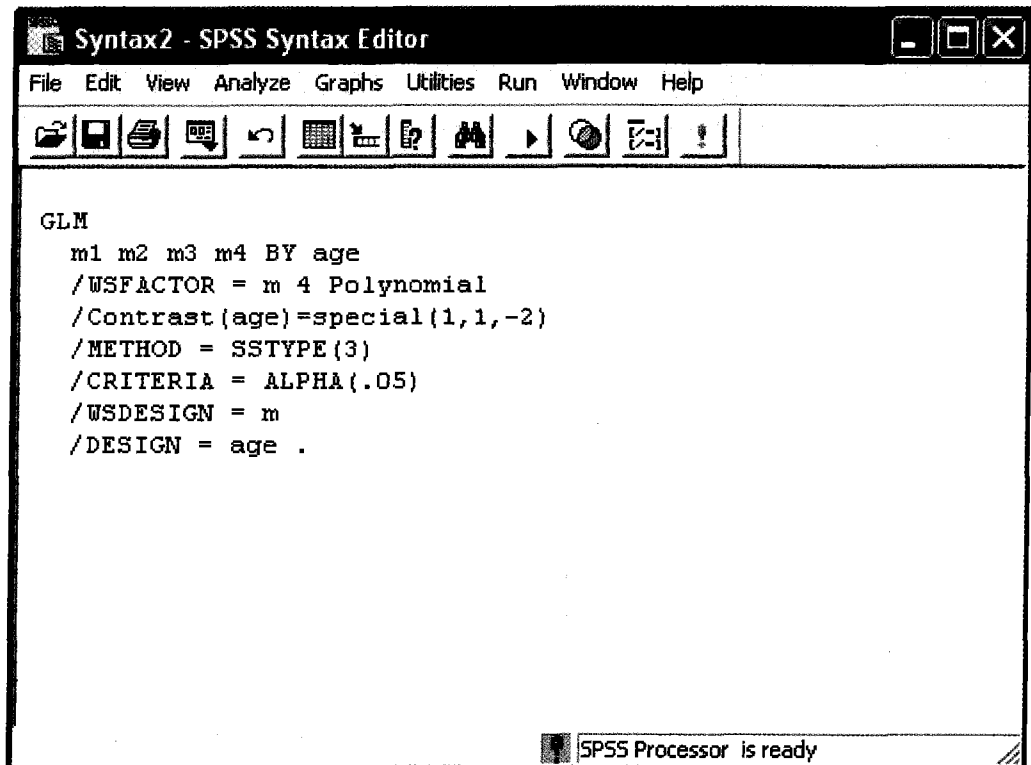 Syntax2 - SPSS Syntax Editor
File Edit View Analyze Graphs Utilities Run Window Help
GLM
m1 m2 m3 m4 BY age
/WSFACTOR = m 4 Polynomial
/Contrast(age)=special(1,1,-2)
/METHOD = SSTYPE(3)
/CRITERIA = ALPHA(.05)
/WSDESIGN = m
/DESIGN = age .
SPSS Processor is ready